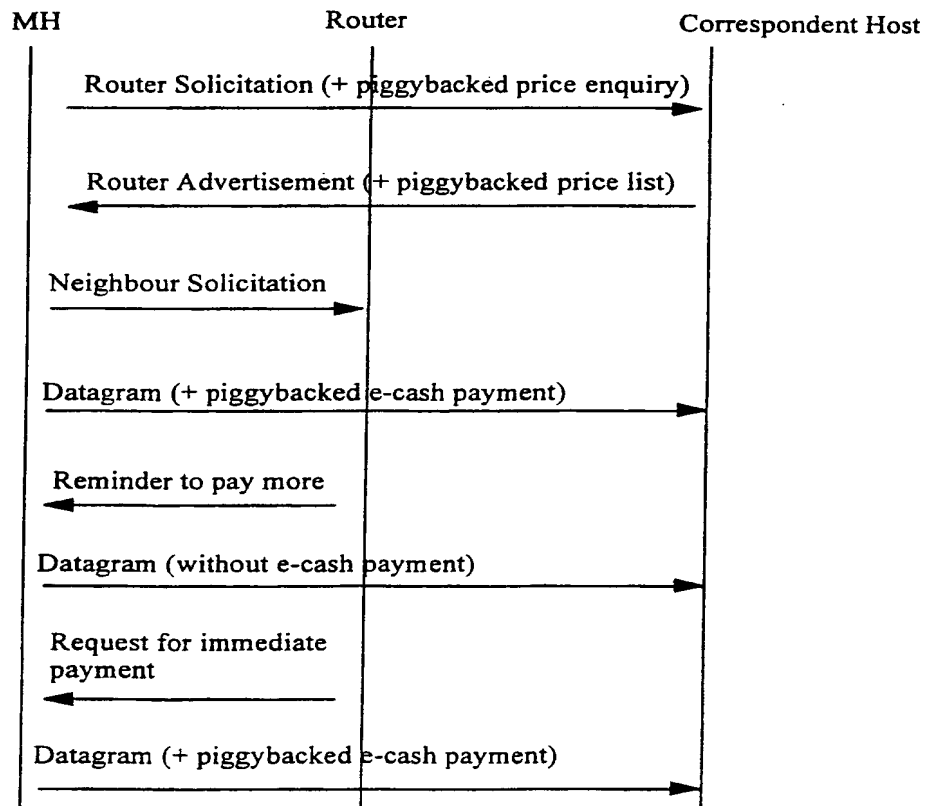 MH Router Correspondent Host
Router Solicitation (+ piggybacked price enquiry)
Router Advertisement (+ piggybacked price list)
Neighbour Solicitation
Datagram (+ piggybacked e-cash payment)
Reminder to pay more
Datagram (without e-cash payment)
Request for immediate
payment
Datagram (+ piggybacked e-cash payment)